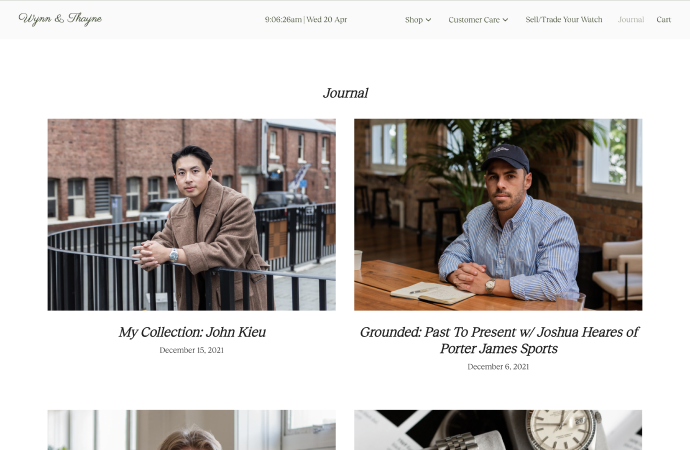 Wynn & Thayne
9:06:26am | Wed 20 Apr
Shop
Customer Care
Sell/Trade Your Watch
Journal
Cart
Journal
My Collection: John Kieu
December 15, 2021
Grounded: Past To Present w/ Joshua Heares of
Porter James Sports
December 6, 2021